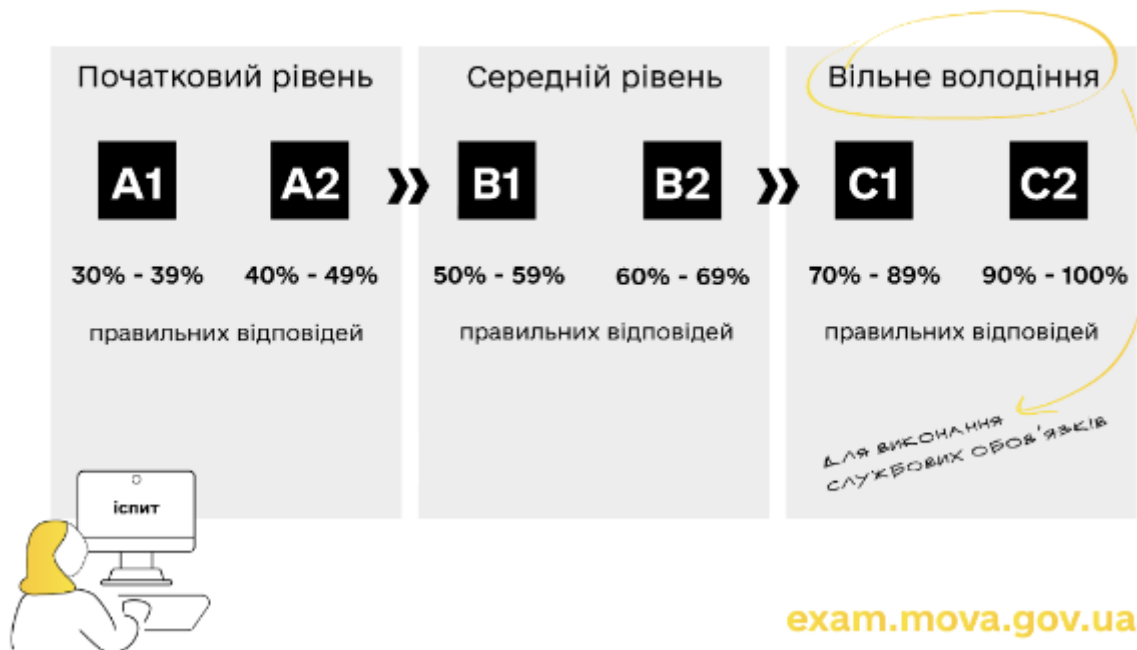 Початковий рівень
Середній рівень
Вільне володіння
A1
A2
»
B1
B2
»
C1
C2
30% - 39%
40% - 49%
50% - 59%
60% - 69%
70% - 89%
90% - 100%
правильних відповідей
правильних відповідей
правильних відповідей
для виконання
службових обов'язків
іспит
exam.mova.gov.ua